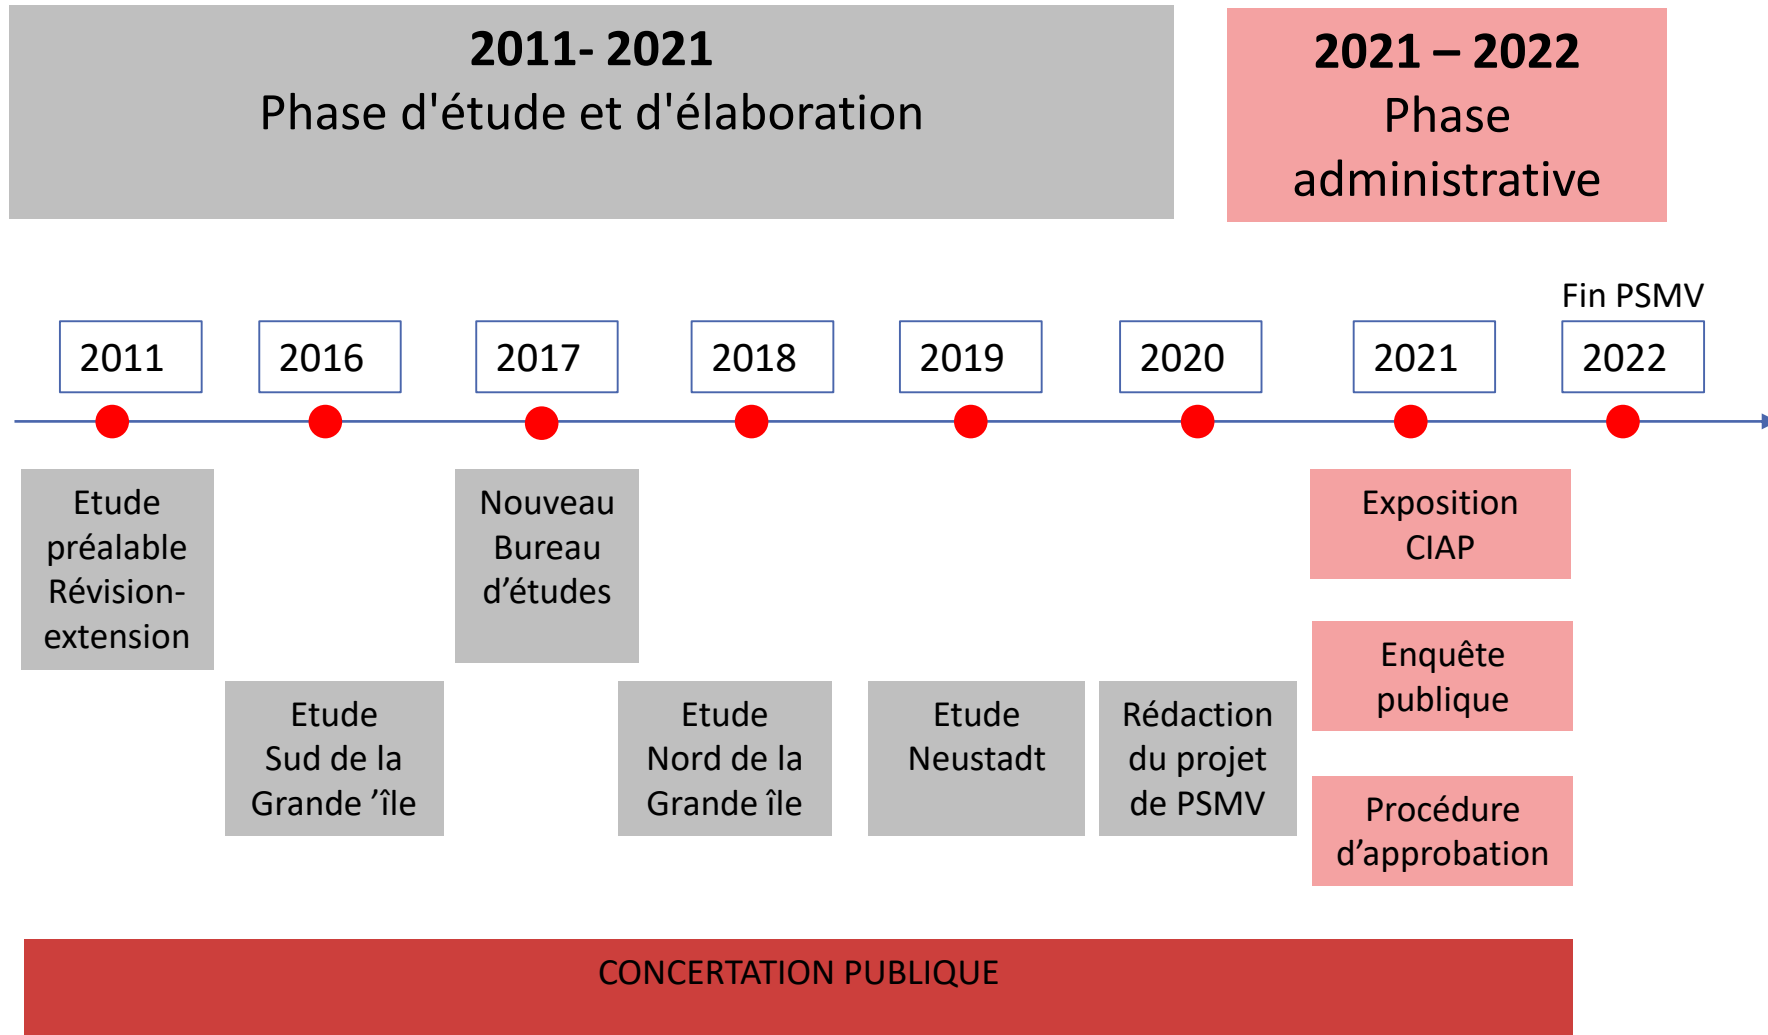 2011- 2021
Phase d'étude et d'élaboration
2021 – 2022
Phase
administrative
Fin PSMV
2011
2016
2017
2018
2019
2020
2021
2022
Etude
préalable
Révision-
extension
Etude
Sud de la
Grande ’île
Nouveau
Bureau
d’études
Etude
Nord de la
Grande île
Etude
Neustadt
Rédaction
du projet
de PSMV
Exposition
CIAP
Enquête
publique
Procédure
d’approbation
CONCERTATION PUBLIQUE